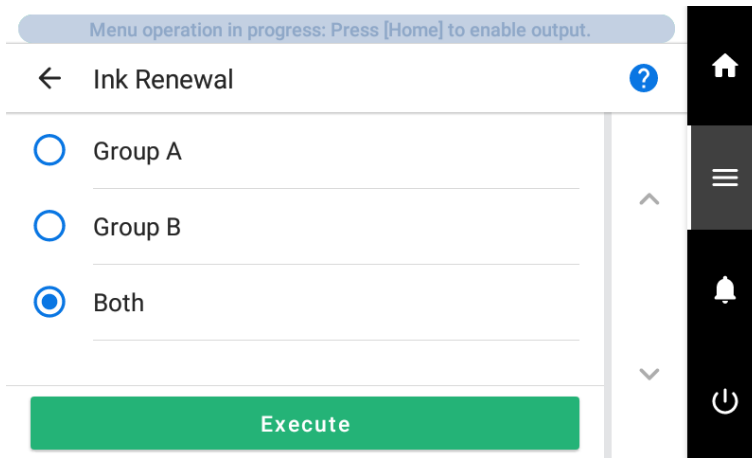 Menu operation in progress: Press [Home] to enable output.
Ink Renewal
?
Group A
Group B
Both
Execute